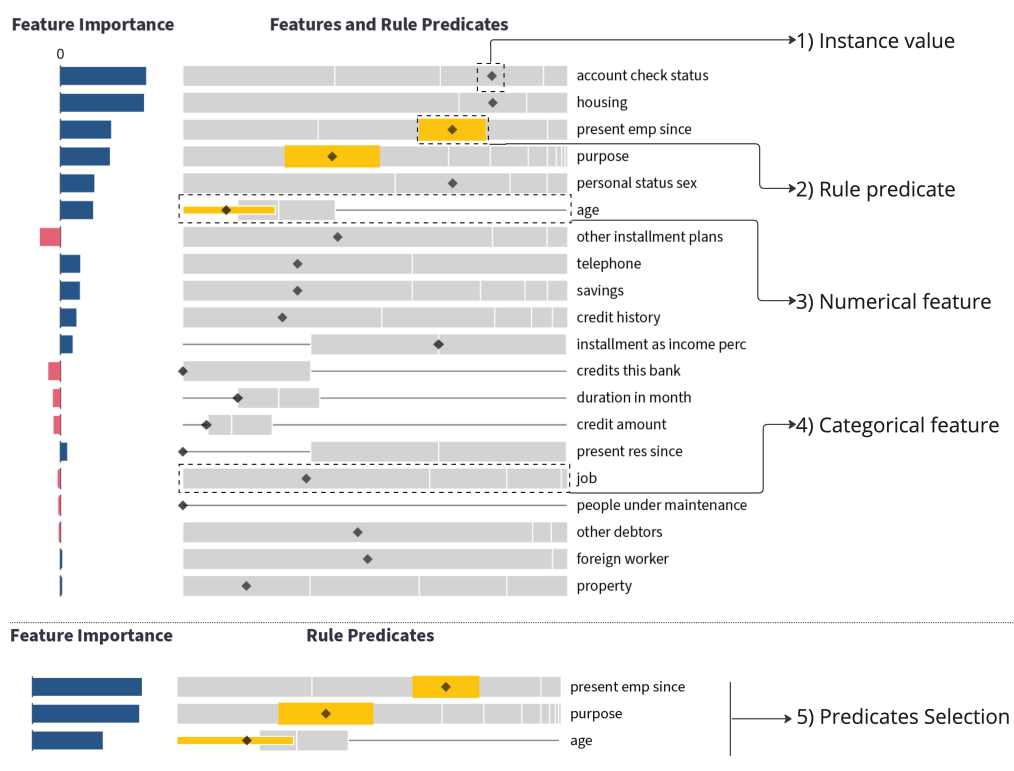 Feature Importance
Features and Rule Predicates
1) Instance value
0
account check status
housing
present emp since
purpose
personal status sex
2) Rule predicate
age
other installment plans
telephone
savings
3) Numerical feature
credit history
installment as income perc
credits this bank
duration in month
credit amount
4) Categorical feature
present res since
job
people under maintenance
other debtors
foreign worker
property
Feature Importance
Rule Predicates
present emp since
purpose
5) Predicates Selection
age